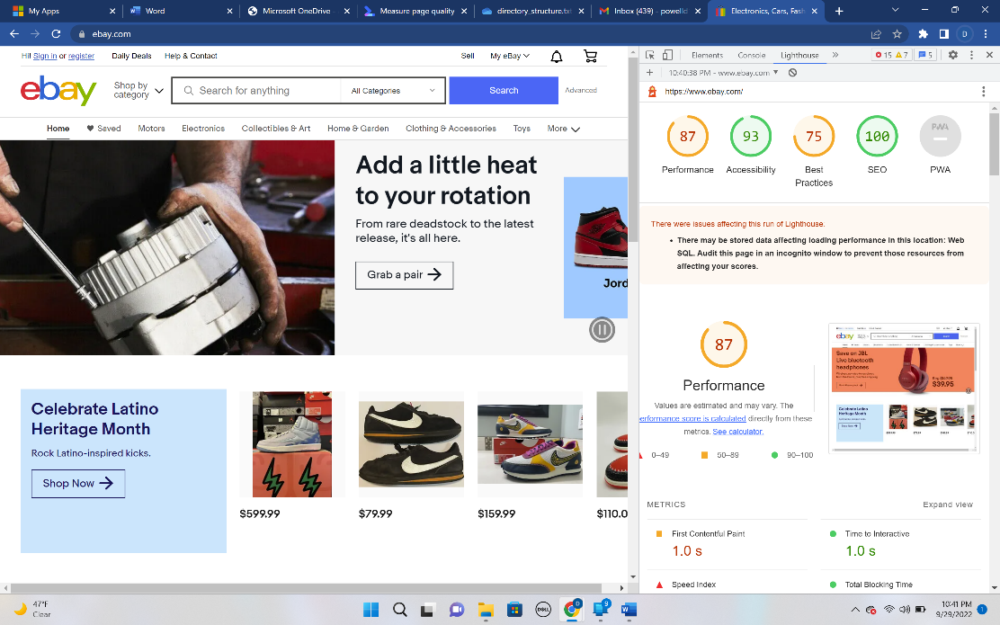 My Apps
Word
Microsoft OneDrive -
Measure page quality
directory_structure.txt
Inbox (439) - powelld
Electronics, Cars, Fash
ebay.com
D
Hi! Sign in or register
Daily Deals
Help & Contact
Sell
My eBay
ebay
Shop by
category
Search for anything
All Categories
Search
Advanced
Home
Saved
Motors
Electronics
Collectibles & Art
Home & Garden
Clothing & Accessories
Toys
More
Add a little heat
to your rotation
From rare deadstock to the latest
release, it's all here.
Grab a pair
Jord
Celebrate Latino
Heritage Month
Rock Latino-inspired kicks.
Shop Now
$599.99
$79.99
$159.99
$110.0
Elements
Console
Lighthouse
15
7
5
10:40:38 PM - www.ebay.com
https://www.ebay.com/
87
93
75
100
PWA
Performance
Accessibility
Best
Practices
SEO
PWA
There were issues affecting this run of Lighthouse:
There may be stored data affecting loading performance in this location: Web
SQL. Audit this page in an incognito window to prevent those resources from
affecting your scores.
87
Performance
Values are estimated and may vary. The
performance score is calculated directly from these
metrics. See calculator.
0–49
50–89
90–100
ebay
Save on JBL
Live bluetooth
headphones
$39.95
Celebrate Latino
Heritage Month
METRICS
Expand view
First Contentful Paint
1.0 s
Time to Interactive
1.0 s
Speed Index
Total Blocking Time
47°F
Clear
DELL
D
9
10:41 PM
9/29/2022
1